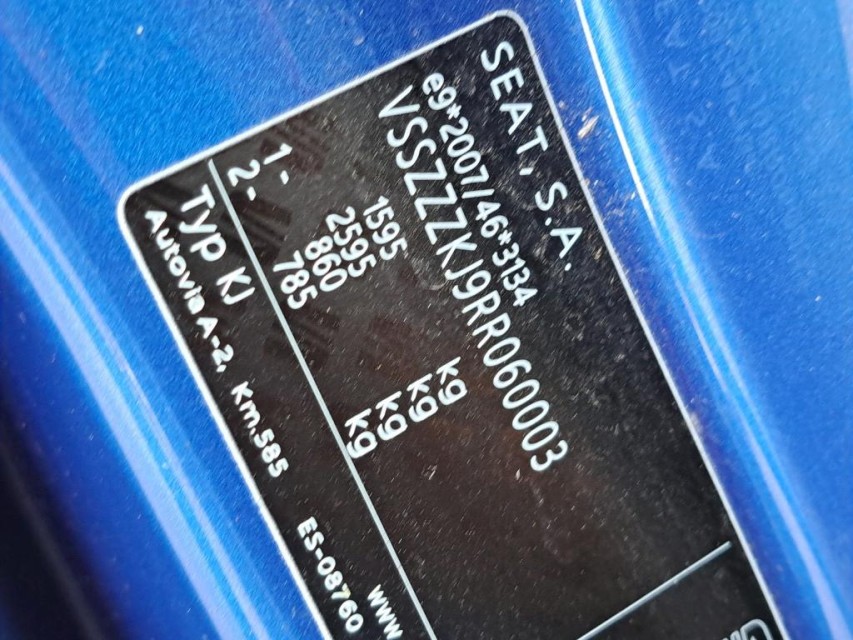 SEAT, S.A.
e9*2007/46*3134
VSSZZZKJ9RR060003
1595 kg
2595 kg
1- 860 kg
2- 785 kg
Typ KJ
Autovia A-2, Km.585 ES-08760
www